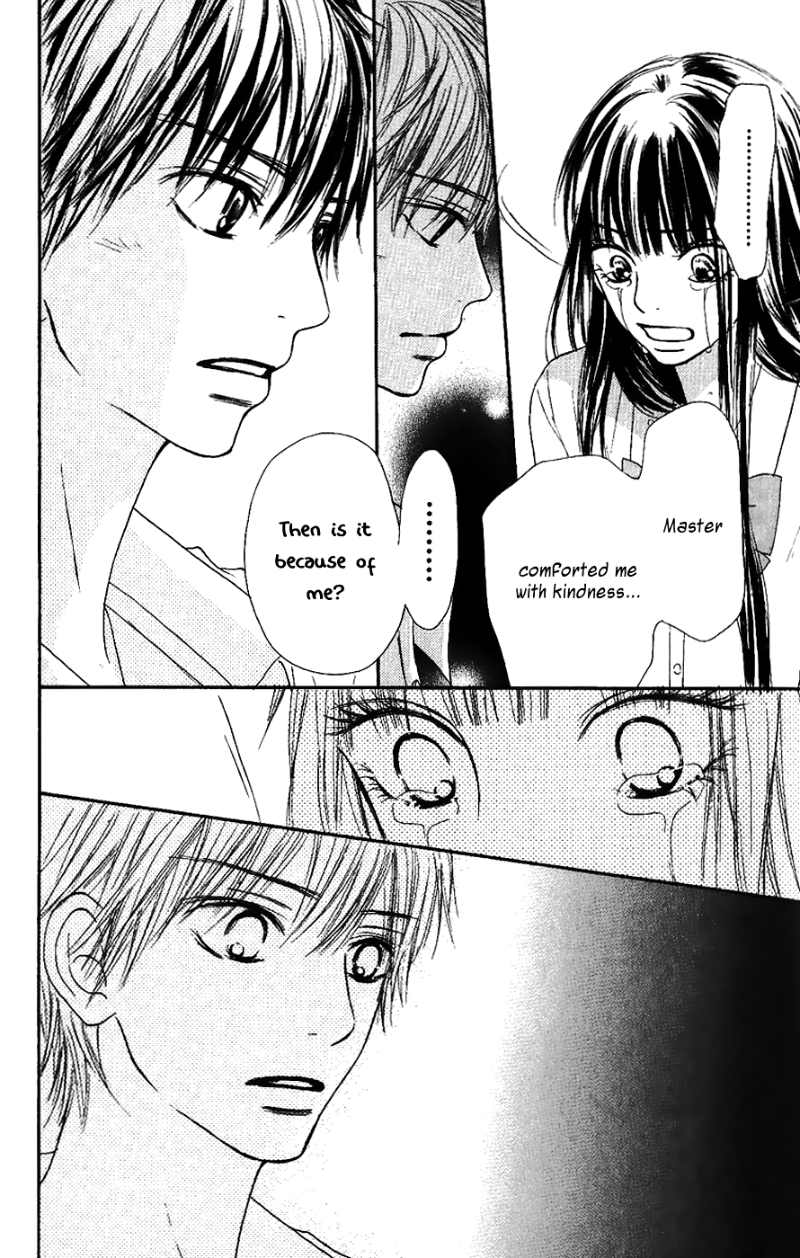 ………
Master
comforted me
with kindness...
………
Then is it
because of
me?